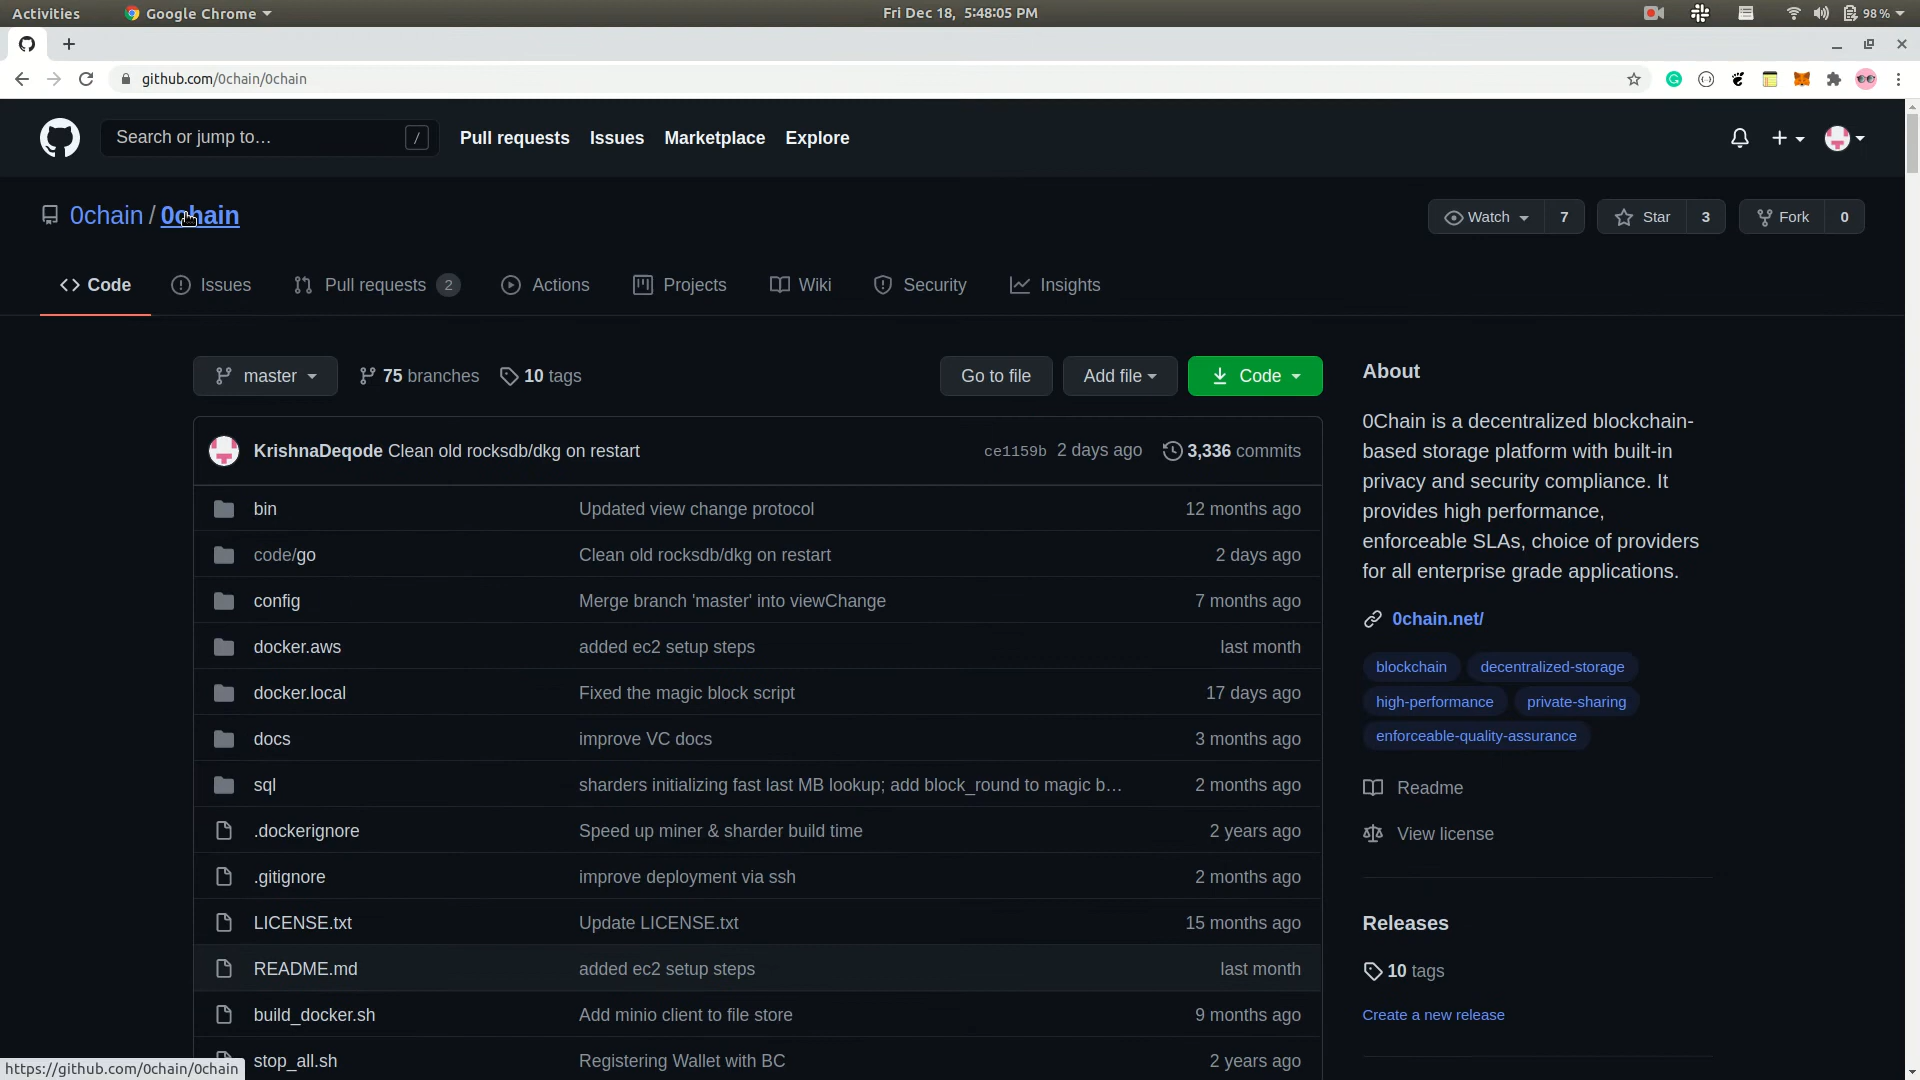 Activities Google Chrome Fri Dec 18, 5:48:05 PM 98 %
github.com/0chain/0chain
Search or jump to… / Pull requests Issues Marketplace Explore
0chain / 0chain Watch 7 Star 3 Fork 0
Code Issues Pull requests 2 Actions Projects Wiki Security Insights
master 75 branches 10 tags Go to file Add file Code
KrishnaDeqode Clean old rocksdb/dkg on restart ce1159b 2 days ago 3,336 commits
bin Updated view change protocol 12 months ago
code/go Clean old rocksdb/dkg on restart 2 days ago
config Merge branch 'master' into viewChange 7 months ago
docker.aws added ec2 setup steps last month
docker.local Fixed the magic block script 17 days ago
docs improve VC docs 3 months ago
sql sharders initializing fast last MB lookup; add block_round to magic b… 2 months ago
.dockerignore Speed up miner & sharder build time 2 years ago
.gitignore improve deployment via ssh 2 months ago
LICENSE.txt Update LICENSE.txt 15 months ago
README.md added ec2 setup steps last month
build_docker.sh Add minio client to file store 9 months ago
stop_all.sh Registering Wallet with BC 2 years ago
About
0Chain is a decentralized blockchain-
based storage platform with built-in
privacy and security compliance. It
provides high performance,
enforceable SLAs, choice of providers
for all enterprise grade applications.
0chain.net/
blockchain decentralized-storage
high-performance private-sharing
enforceable-quality-assurance
Readme
View license
Releases
10 tags
Create a new release
https://github.com/0chain/0chain